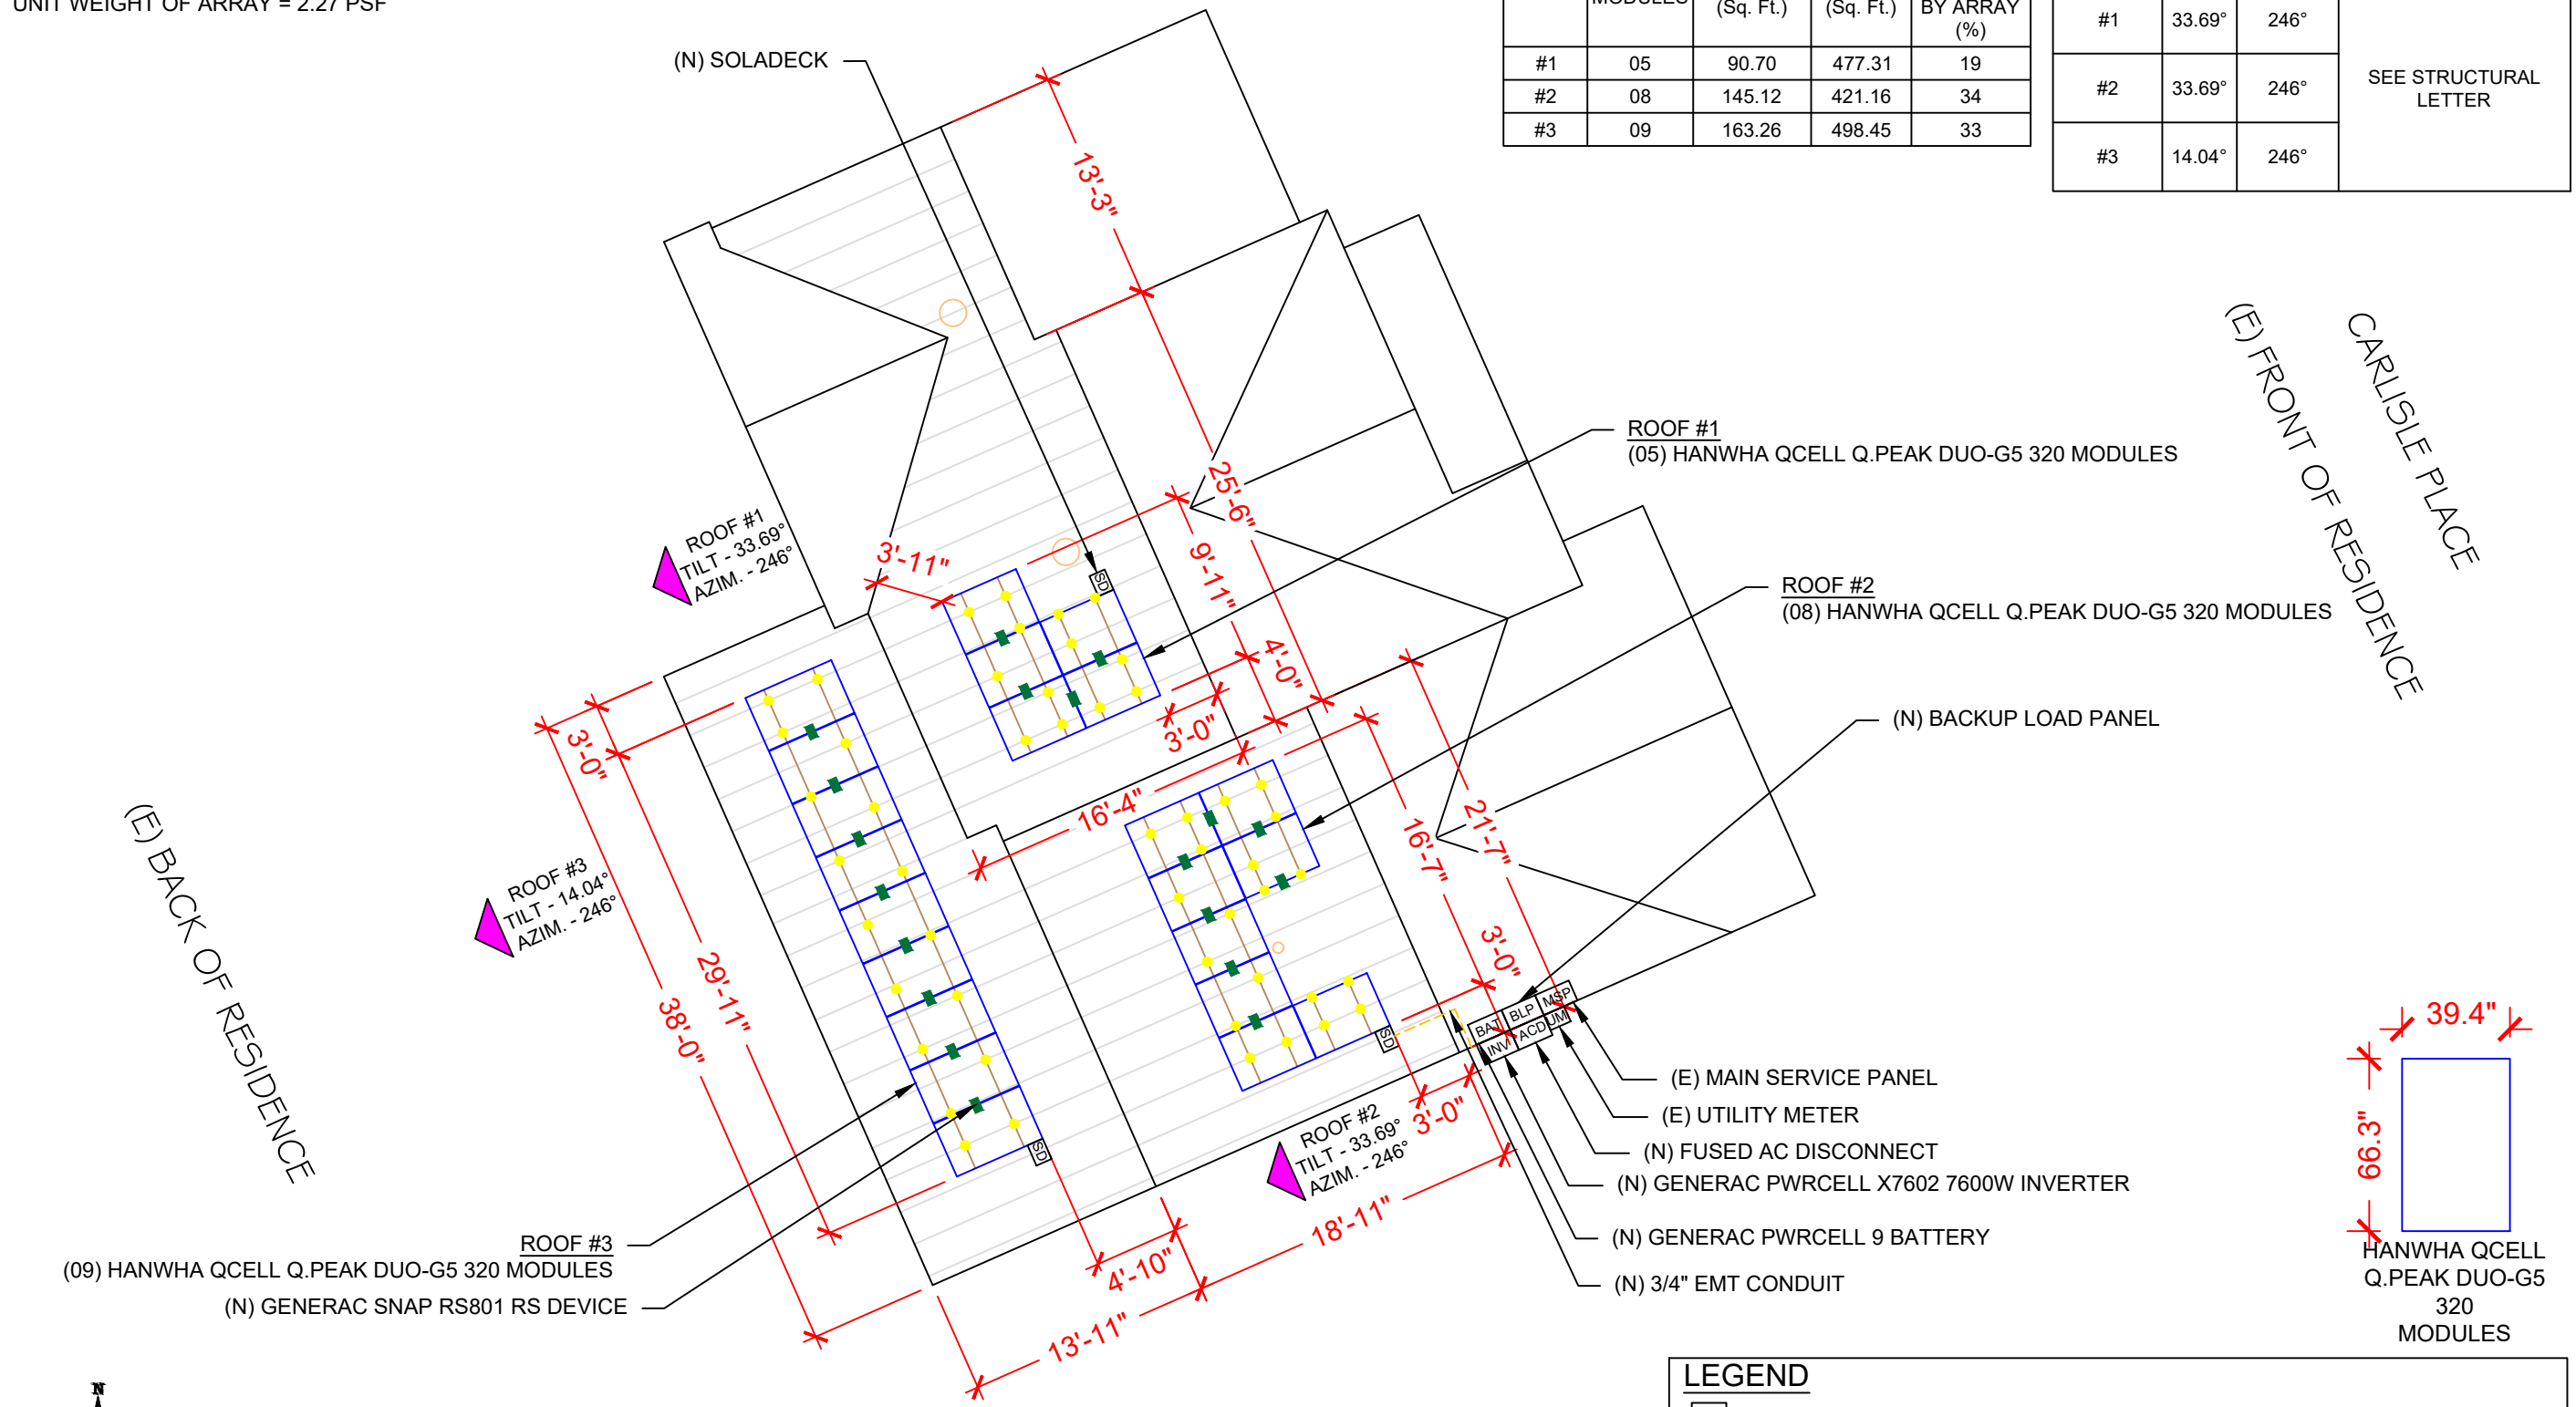 UNIT WEIGHT OF ARRAY = 2.27 PSF
MODULES
(Sq. Ft.)
(Sq. Ft.)
BY ARRAY
(%)
#1 05 90.70 477.31 19
#2 08 145.12 421.16 34
#3 09 163.26 498.45 33
#1 33.69° 246°
#2 33.69° 246°
#3 14.04° 246°
SEE STRUCTURAL
LETTER
(N) SOLADECK
13'-3"
25'-6"
9'-11"
4'-0"
3'-0"
3'-11"
ROOF #1
TILT - 33.69°
AZIM. - 246°
SD
ROOF #1
(05) HANWHA QCELL Q.PEAK DUO-G5 320 MODULES
ROOF #2
(08) HANWHA QCELL Q.PEAK DUO-G5 320 MODULES
(N) BACKUP LOAD PANEL
CARLISLE PLACE
(E) FRONT OF RESIDENCE
(E) BACK OF RESIDENCE
3'-0"
29'-11"
38'-0"
ROOF #3
TILT - 14.04°
AZIM. - 246°
16'-4"
16'-7"
21'-7"
3'-0"
BAT BLP MSP
INV ACD UM
SD
SD
3'-0"
ROOF #2
TILT - 33.69°
AZIM. - 246°
18'-11"
4'-10"
13'-11"
(E) MAIN SERVICE PANEL
(E) UTILITY METER
(N) FUSED AC DISCONNECT
(N) GENERAC PWRCELL X7602 7600W INVERTER
(N) GENERAC PWRCELL 9 BATTERY
(N) 3/4" EMT CONDUIT
ROOF #3
(09) HANWHA QCELL Q.PEAK DUO-G5 320 MODULES
(N) GENERAC SNAP RS801 RS DEVICE
39.4"
66.3"
HANWHA QCELL
Q.PEAK DUO-G5
320
MODULES
N
LEGEND